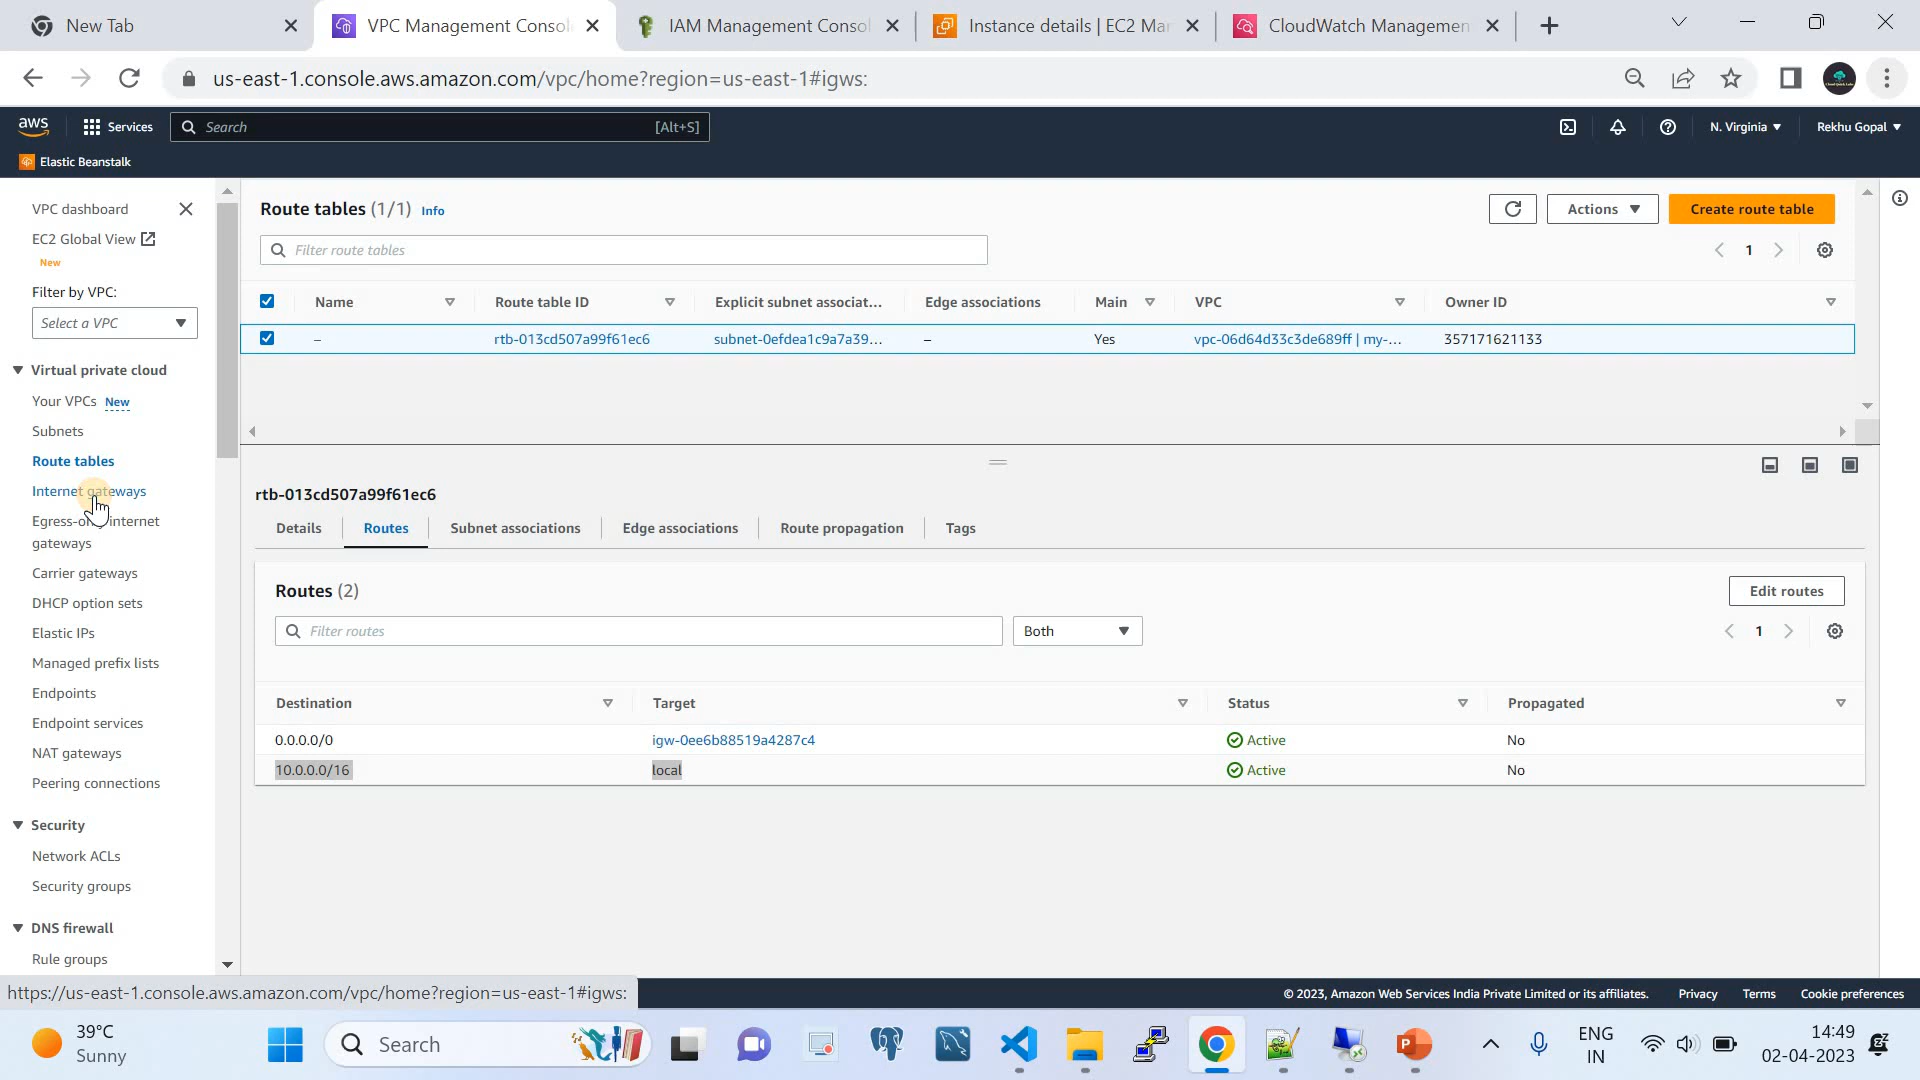 New Tab
VPC Management Consol
IAM Management Consol
Instance details | EC2 Mar
CloudWatch Managemen
us-east-1.console.aws.amazon.com/vpc/home?region=us-east-1#igws:
aws
Services
Search
[Alt+S]
N. Virginia
Rekhu Gopal
Elastic Beanstalk
VPC dashboard
EC2 Global View
New
Filter by VPC:
Select a VPC
Virtual private cloud
Your VPCs New
Subnets
Route tables
Internet gateways
Egress-only internet
gateways
Carrier gateways
DHCP option sets
Elastic IPs
Managed prefix lists
Endpoints
Endpoint services
NAT gateways
Peering connections
Security
Network ACLs
Security groups
DNS firewall
Rule groups
Route tables (1/1) Info
Actions
Create route table
Filter route tables
1
Name
Route table ID
Explicit subnet associat...
Edge associations
Main
VPC
Owner ID
–
rtb-013cd507a99f61ec6
subnet-0efdea1c9a7a39...
–
Yes
vpc-06d64d33c3de689ff | my-...
357171621133
rtb-013cd507a99f61ec6
Details
Routes
Subnet associations
Edge associations
Route propagation
Tags
Routes (2)
Edit routes
Filter routes
Both
1
Destination
Target
Status
Propagated
0.0.0.0/0
igw-0ee6b88519a4287c4
Active
No
10.0.0.0/16
local
Active
No
https://us-east-1.console.aws.amazon.com/vpc/home?region=us-east-1#igws:
© 2023, Amazon Web Services India Private Limited or its affiliates.
Privacy
Terms
Cookie preferences
39°C
Sunny
Search
ENG
IN
14:49
02-04-2023